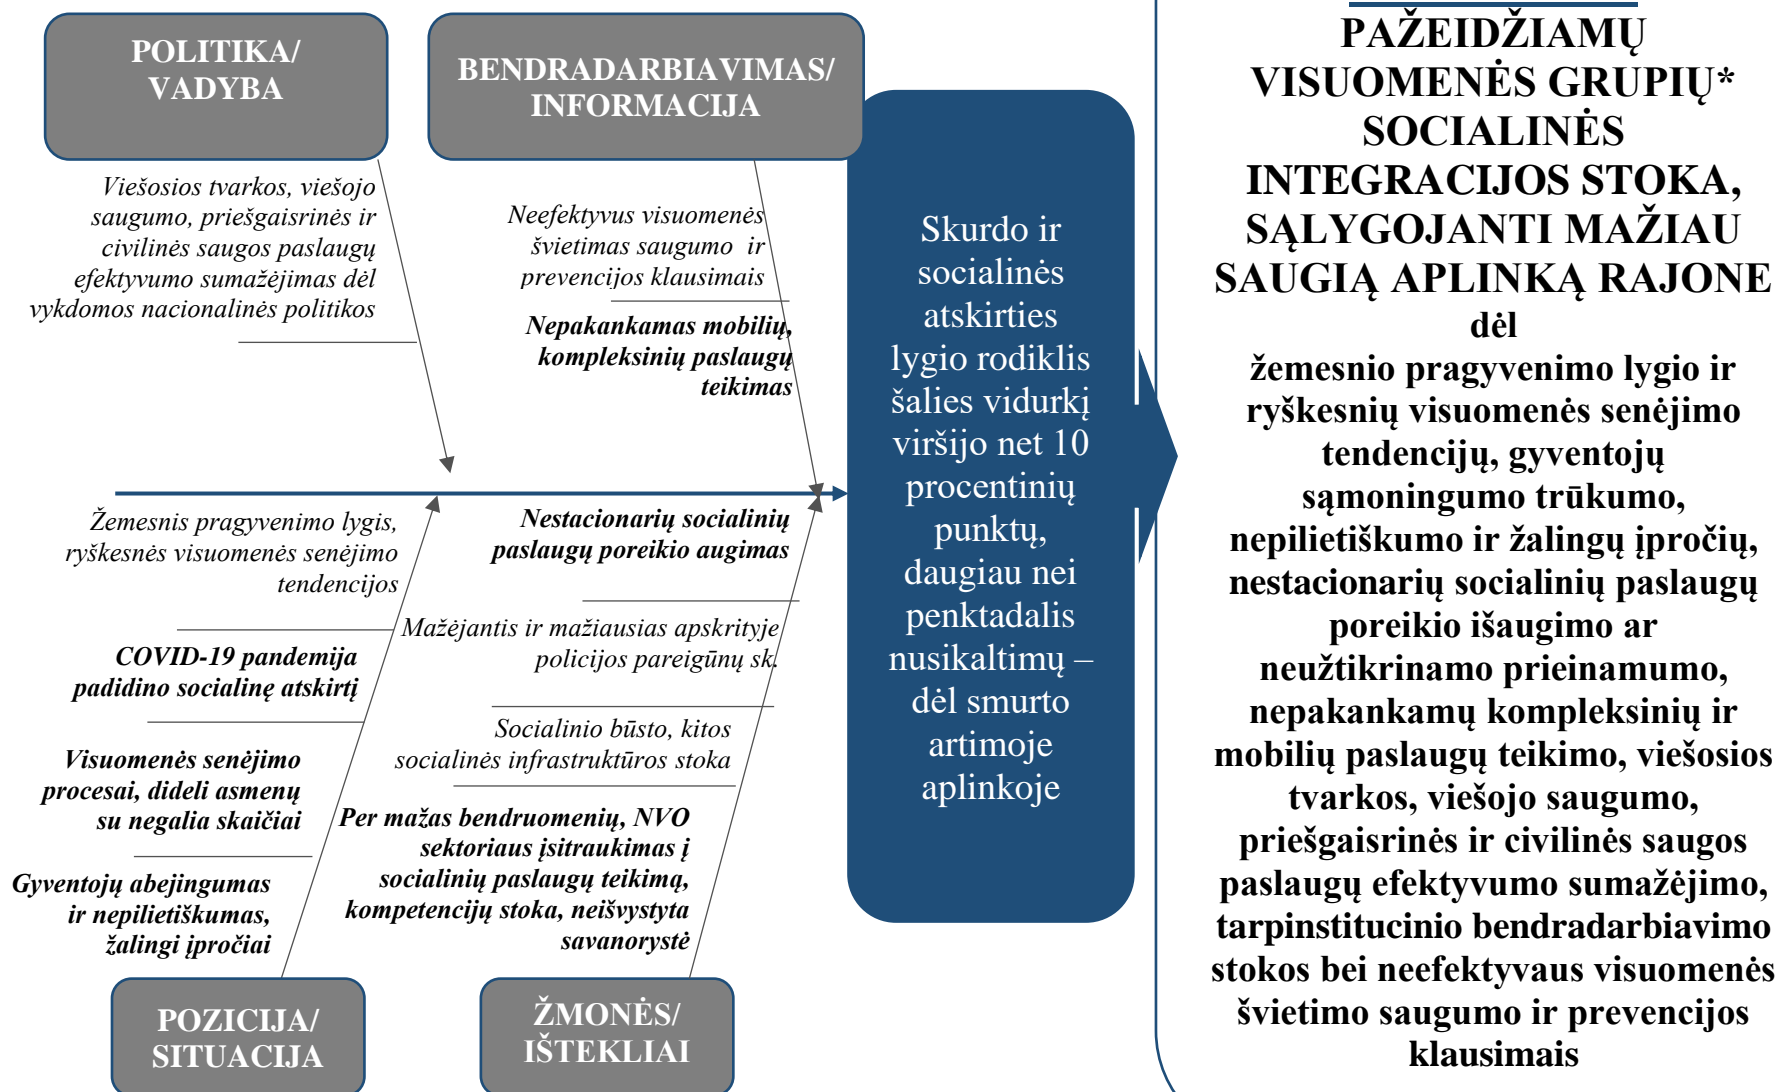 POLITIKA/
VADYBA
BENDRADARBIAVIMAS/
INFORMACIJA
Viešosios tvarkos, viešojo
saugumo, priešgaisrinės ir
civilinės saugos paslaugų
efektyvumo sumažėjimas dėl
vykdomos nacionalinės politikos
Neefektyvus visuomenės
švietimas saugumo ir
prevencijos klausimais
Nepakankamas mobilių,
kompleksinių paslaugų
teikimas
Žemesnis pragyvenimo lygis,
ryškesnės visuomenės senėjimo
tendencijos
COVID-19 pandemija
padidino socialinę atskirtį
Visuomenės senėjimo
procesai, dideli asmenų
su negalia skaičiai
Gyventojų abejingumas
ir nepilietiškumas,
žalingi įpročiai
Nestacionarių socialinių
paslaugų poreikio augimas
Mažėjantis ir mažiausias apskrityje
policijos pareigūnų sk.
Socialinio būsto, kitos
socialinės infrastruktūros stoka
Per mažas bendruomenių, NVO
sektoriaus įsitraukimas į
socialinių paslaugų teikimą,
kompetencijų stoka, neišvystyta
savanorystė
POZICIJA/
SITUACIJA
ŽMONĖS/
IŠTEKLIAI
Skurdo ir
socialinės
atskirties
lygio rodiklis
šalies vidurkį
viršijo net 10
procentinių
punktų,
daugiau nei
penktadalis
nusikaltimų –
dėl smurto
artimoje
aplinkoje
PAŽEIDŽIAMŲ
VISUOMENĖS GRUPIŲ*
SOCIALINĖS
INTEGRACIJOS STOKA,
SĄLYGOJANTI MAŽIAU
SAUGIĄ APLINKĄ RAJONE
dėl
žemesnio pragyvenimo lygio ir
ryškesnių visuomenės senėjimo
tendencijų, gyventojų
sąmoningumo trūkumo,
nepilietiškumo ir žalingų įpročių,
nestacionarių socialinių paslaugų
poreikio išaugimo ar
neužtikrinamo prieinamumo,
nepakankamų kompleksinių ir
mobilių paslaugų teikimo, viešosios
tvarkos, viešojo saugumo,
priešgaisrinės ir civilinės saugos
paslaugų efektyvumo sumažėjimo,
tarpinstitucinio bendradarbiavimo
stokos bei neefektyvaus visuomenės
švietimo saugumo ir prevencijos
klausimais